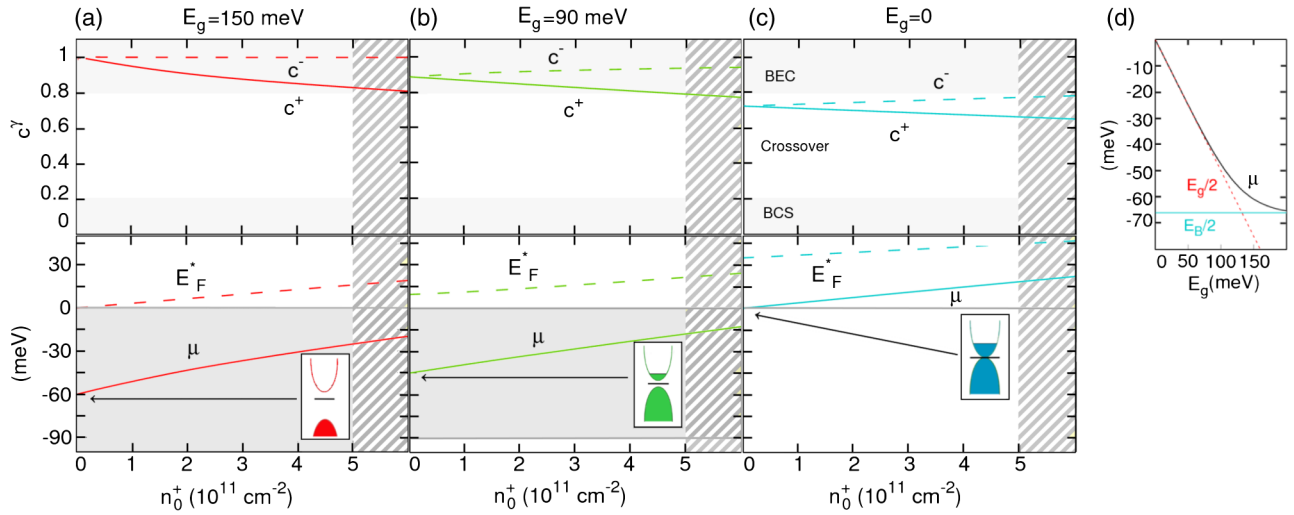 (a) E_g=150 meV
1
0.8
0.6
0.4
0.2
0
c^γ
c^-
c^+
30
0
-30
-60
-90
(meV)
E^*_F
μ
0 1 2 3 4 5
n_0^+ (10^11 cm^-2)
(b) E_g=90 meV
c^-
c^+
E^*_F
μ
0 1 2 3 4 5
n_0^+ (10^11 cm^-2)
(c) E_g=0
BEC
Crossover
BCS
c^-
c^+
E^*_F
μ
0 1 2 3 4 5 6
n_0^+ (10^11 cm^-2)
(d)
-10
-20
-30
-40
-50
-60
-70
(meV)
μ
E_g/2
E_B/2
0 50 100 150
E_g(meV)